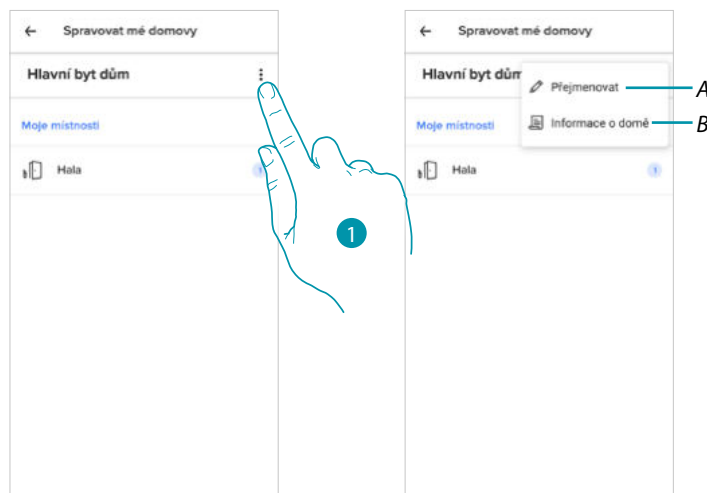 ← Spravovat mé domovy
Hlavní byt dům
Moje místnosti
Hala 1
1
← Spravovat mé domovy
Hlavní byt dům
Přejmenovat A
Informace o domě B
Moje místnosti
Hala 1